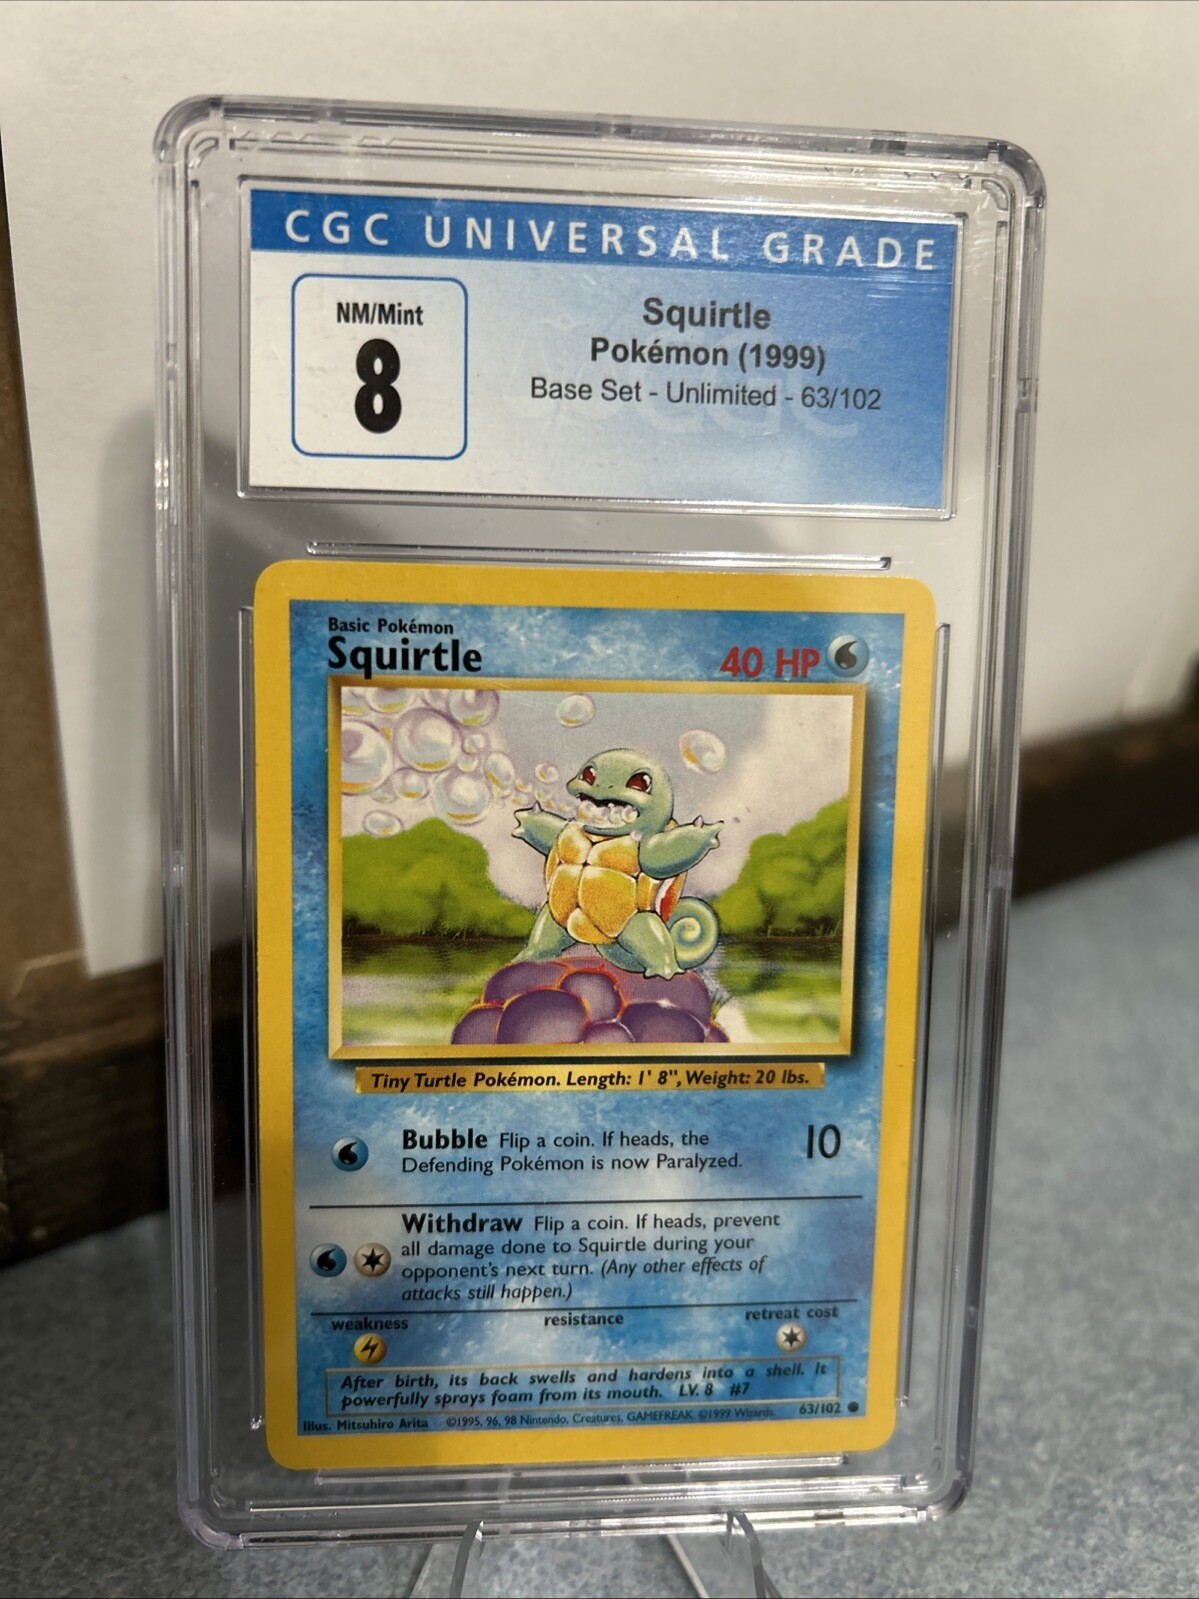 CGC UNIVERSAL GRADE
NM/Mint
8
Squirtle
Pokémon (1999)
Base Set - Unlimited - 63/102
Basic Pokémon
Squirtle
40 HP
Tiny Turtle Pokémon. Length: 1' 8", Weight: 20 lbs.
Bubble Flip a coin. If heads, the
Defending Pokémon is now Paralyzed.
10
Withdraw Flip a coin. If heads, prevent
all damage done to Squirtle during your
opponent's next turn. (Any other effects of
attacks still happen.)
weakness resistance retreat cost
After birth, its back swells and hardens into a shell. It
powerfully sprays foam from its mouth. LV. 8 #7
Illus. Mitsuhiro Arita ©1995, 96, 98 Nintendo, Creatures, GAMEFREAK. ©1999 Wizards. 63/102